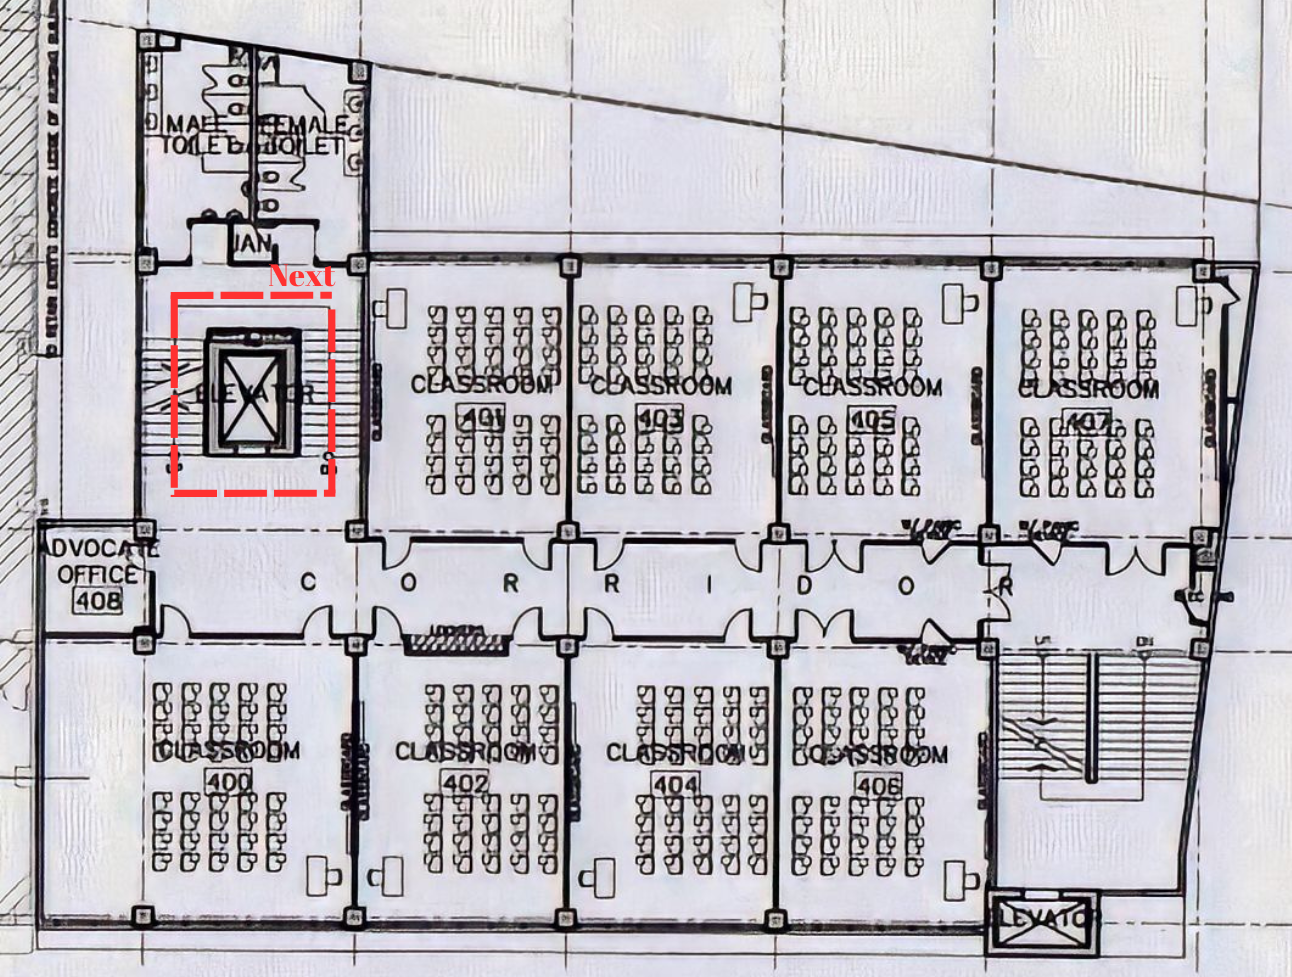 MALE
TOILET
FEMALE
TOILET
JAN
Next
ELEVATOR
CLASSROOM
401
CLASSROOM
403
CLASSROOM
405
CLASSROOM
407
ADVOCATE
OFFICE
408
C O R R I D O R
CLASSROOM
400
CLASSROOM
402
CLASSROOM
404
CLASSROOM
406
ELEVATOR